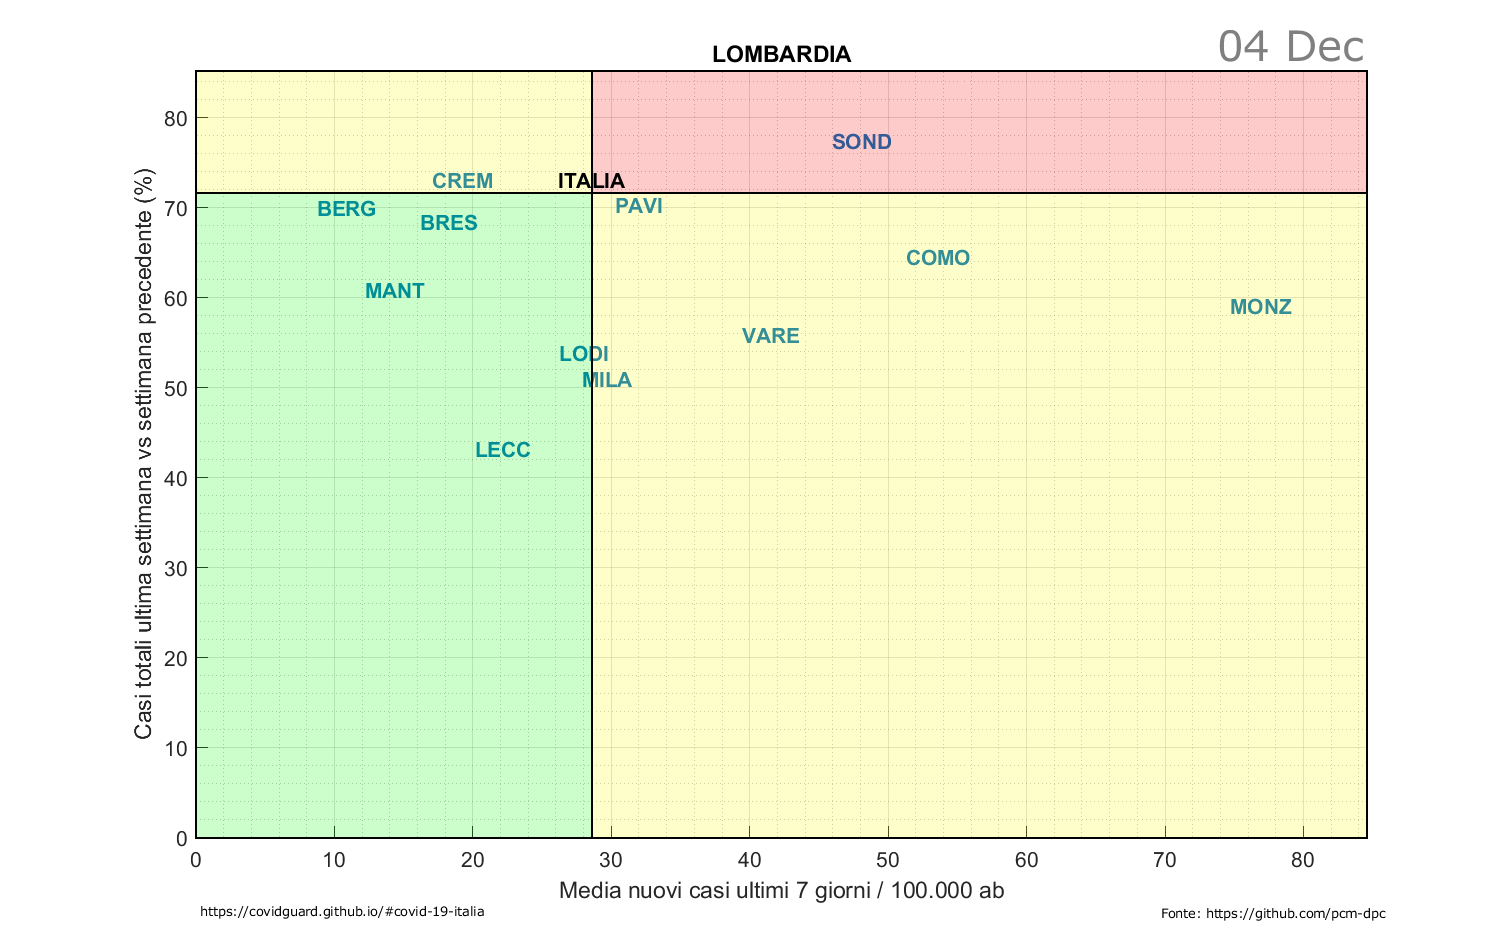 04 Dec
LOMBARDIA
Casi totali ultima settimana vs settimana precedente (%)
80
70
60
50
40
30
20
10
0
SOND
CREM
ITALIA
BERG
PAVI
BRES
COMO
MANT
MONZ
VARE
LODI
MILA
LECC
0 10 20 30 40 50 60 70 80
Media nuovi casi ultimi 7 giorni / 100.000 ab
https://covidguard.github.io/#covid-19-italia
Fonte: https://github.com/pcm-dpc